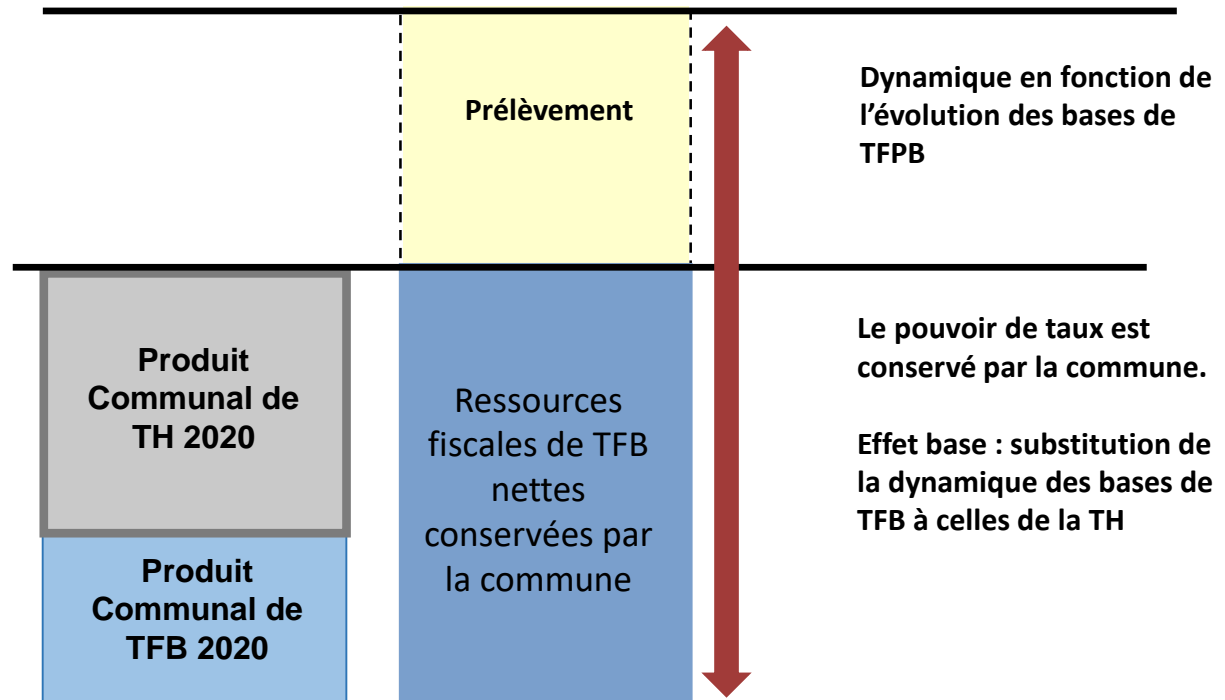 Prélèvement
Dynamique en fonction de
l'évolution des bases de
TFPB
Produit
Communal de
TH 2020
Produit
Communal de
TFB 2020
Ressources
fiscales de TFB
nettes
conservées par
la commune
Le pouvoir de taux est
conservé par la commune.
Effet base : substitution de
la dynamique des bases de
TFB à celles de la TH